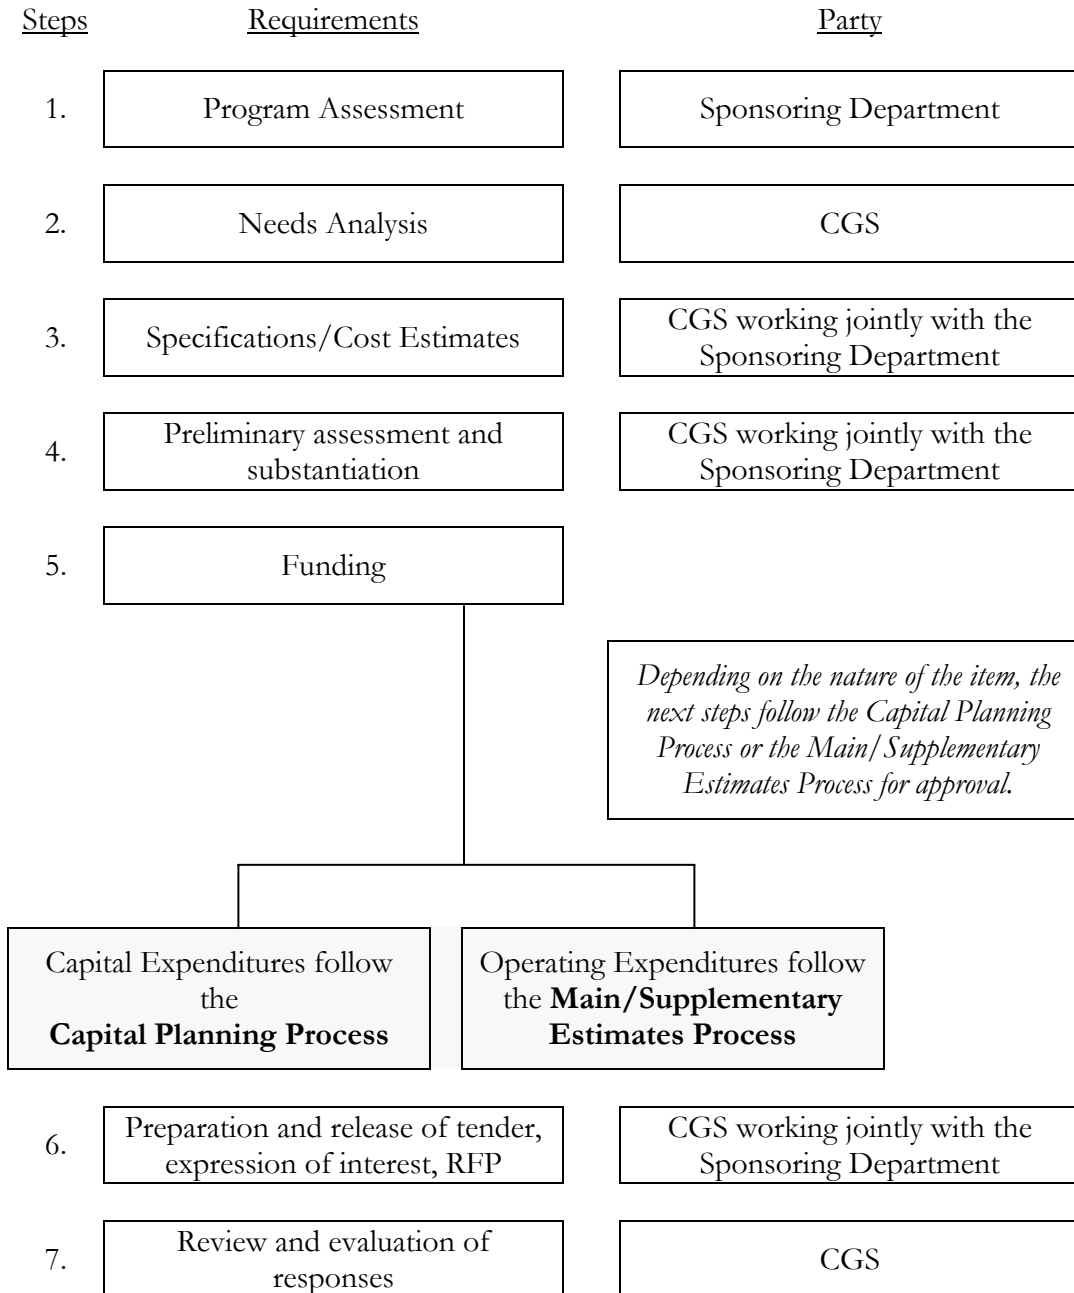 Steps Requirements Party
1. Program Assessment Sponsoring Department
2. Needs Analysis CGS
3. Specifications/Cost Estimates CGS working jointly with the
Sponsoring Department
4. Preliminary assessment and
substantiation CGS working jointly with the
Sponsoring Department
5. Funding
Depending on the nature of the item, the
next steps follow the Capital Planning
Process or the Main/Supplementary
Estimates Process for approval.
Capital Expenditures follow
the
Capital Planning Process
Operating Expenditures follow
the Main/Supplementary
Estimates Process
6. Preparation and release of tender,
expression of interest, RFP
CGS working jointly with the
Sponsoring Department
7. Review and evaluation of
responses
CGS